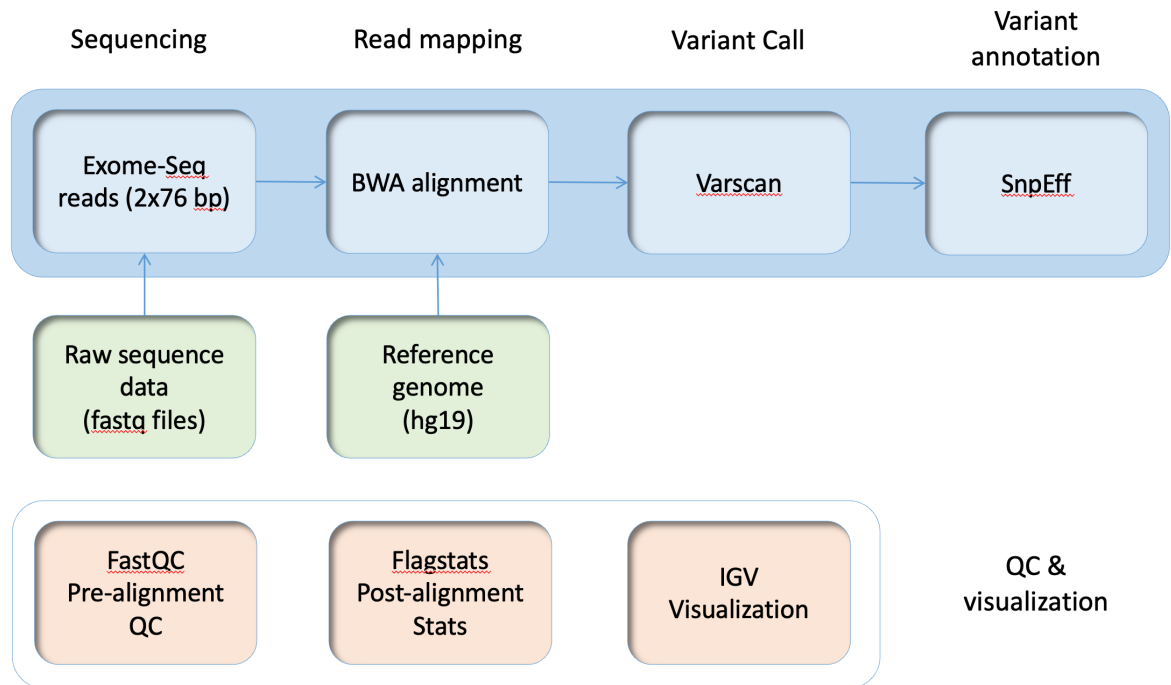 Sequencing
Read mapping
Variant Call
Variant
annotation
Exome-Seq
reads (2x76 bp)
BWA alignment
Varscan
SnpEff
Raw sequence
data
(fastq files)
Reference
genome
(hg19)
FastQC
Pre-alignment
QC
Flagstats
Post-alignment
Stats
IGV
Visualization
QC &
visualization